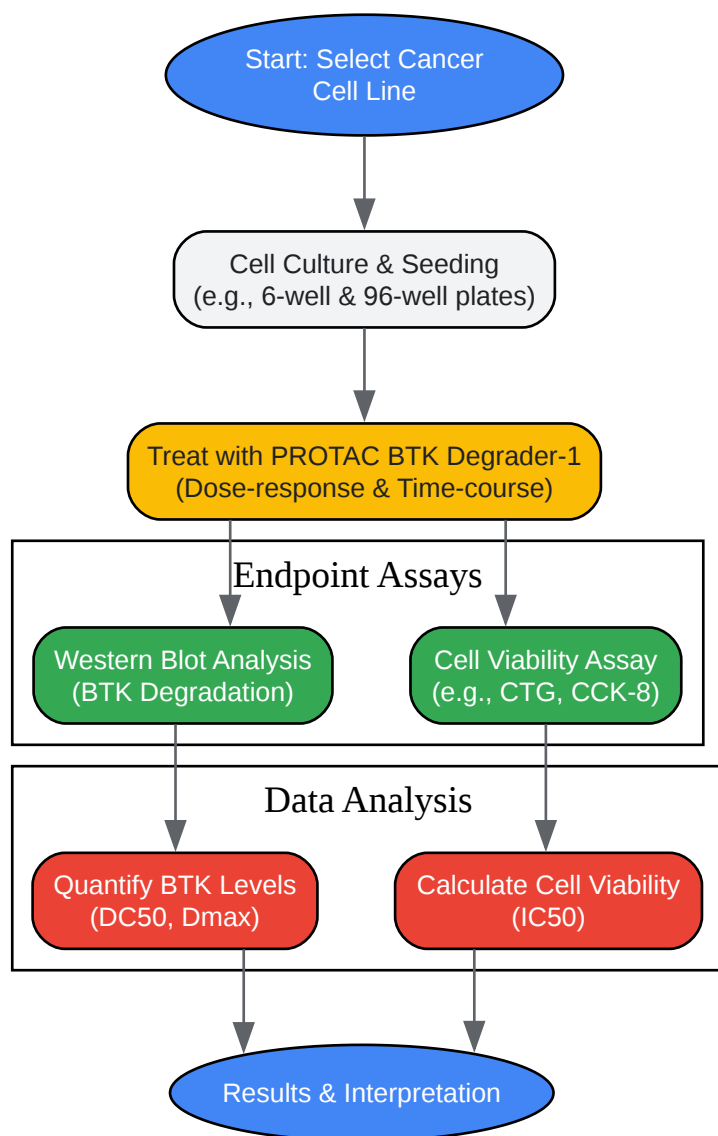 Start: Select Cancer
Cell Line
Cell Culture & Seeding
(e.g., 6-well & 96-well plates)
Treat with PROTAC BTK Degrader-1
(Dose-response & Time-course)
Endpoint Assays
Western Blot Analysis
(BTK Degradation)
Cell Viability Assay
(e.g., CTG, CCK-8)
Data Analysis
Quantify BTK Levels
(DC50, Dmax)
Calculate Cell Viability
(IC50)
Results & Interpretation